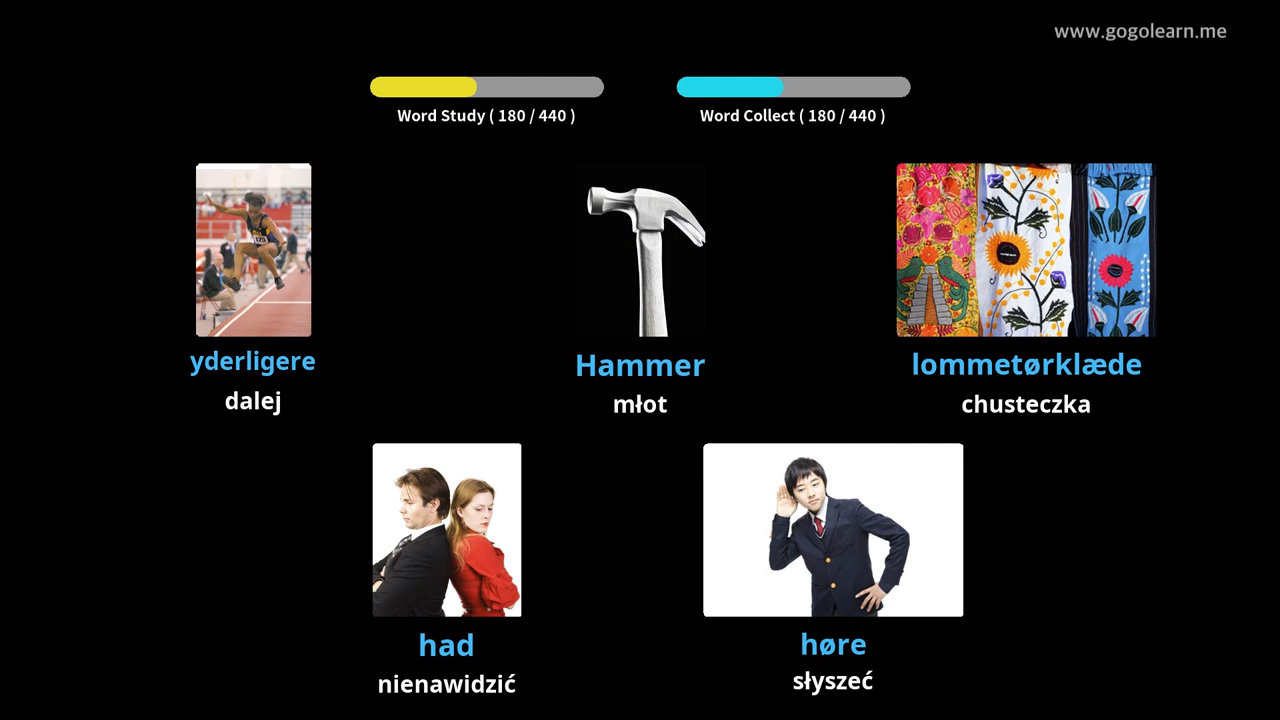 www.gogolearn.me
Word Study ( 180 / 440 )
Word Collect ( 180 / 440 )
yderligere
dalej
Hammer
młot
lommetørklæde
chusteczka
had
nienawidzić
høre
słyszeć